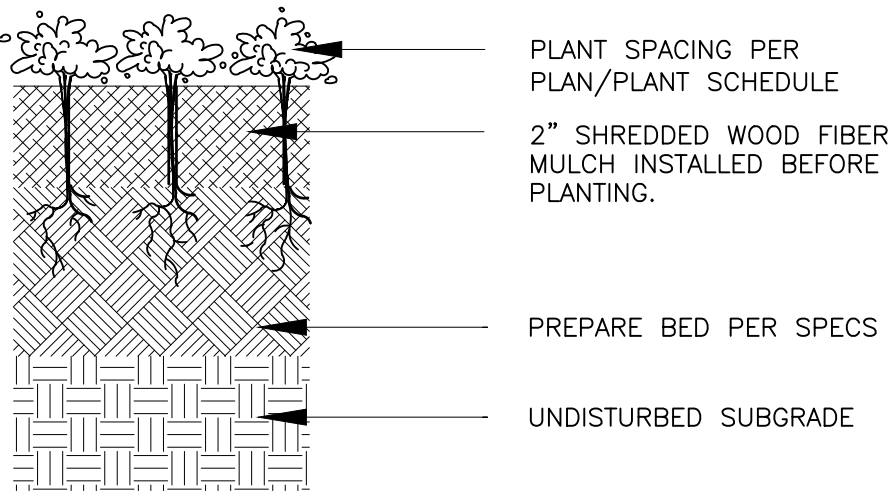 PLANT SPACING PER
PLAN/PLANT SCHEDULE
2" SHREDDED WOOD FIBER
MULCH INSTALLED BEFORE
PLANTING.
PREPARE BED PER SPECS
UNDISTURBED SUBGRADE